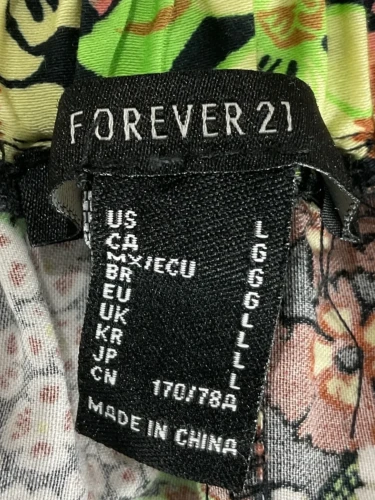 FOREVER 21
US L
CA G
MX/ECU G
BR G
EU L
UK L
KR L
JP L
CN 170/78A
MADE IN CHINA